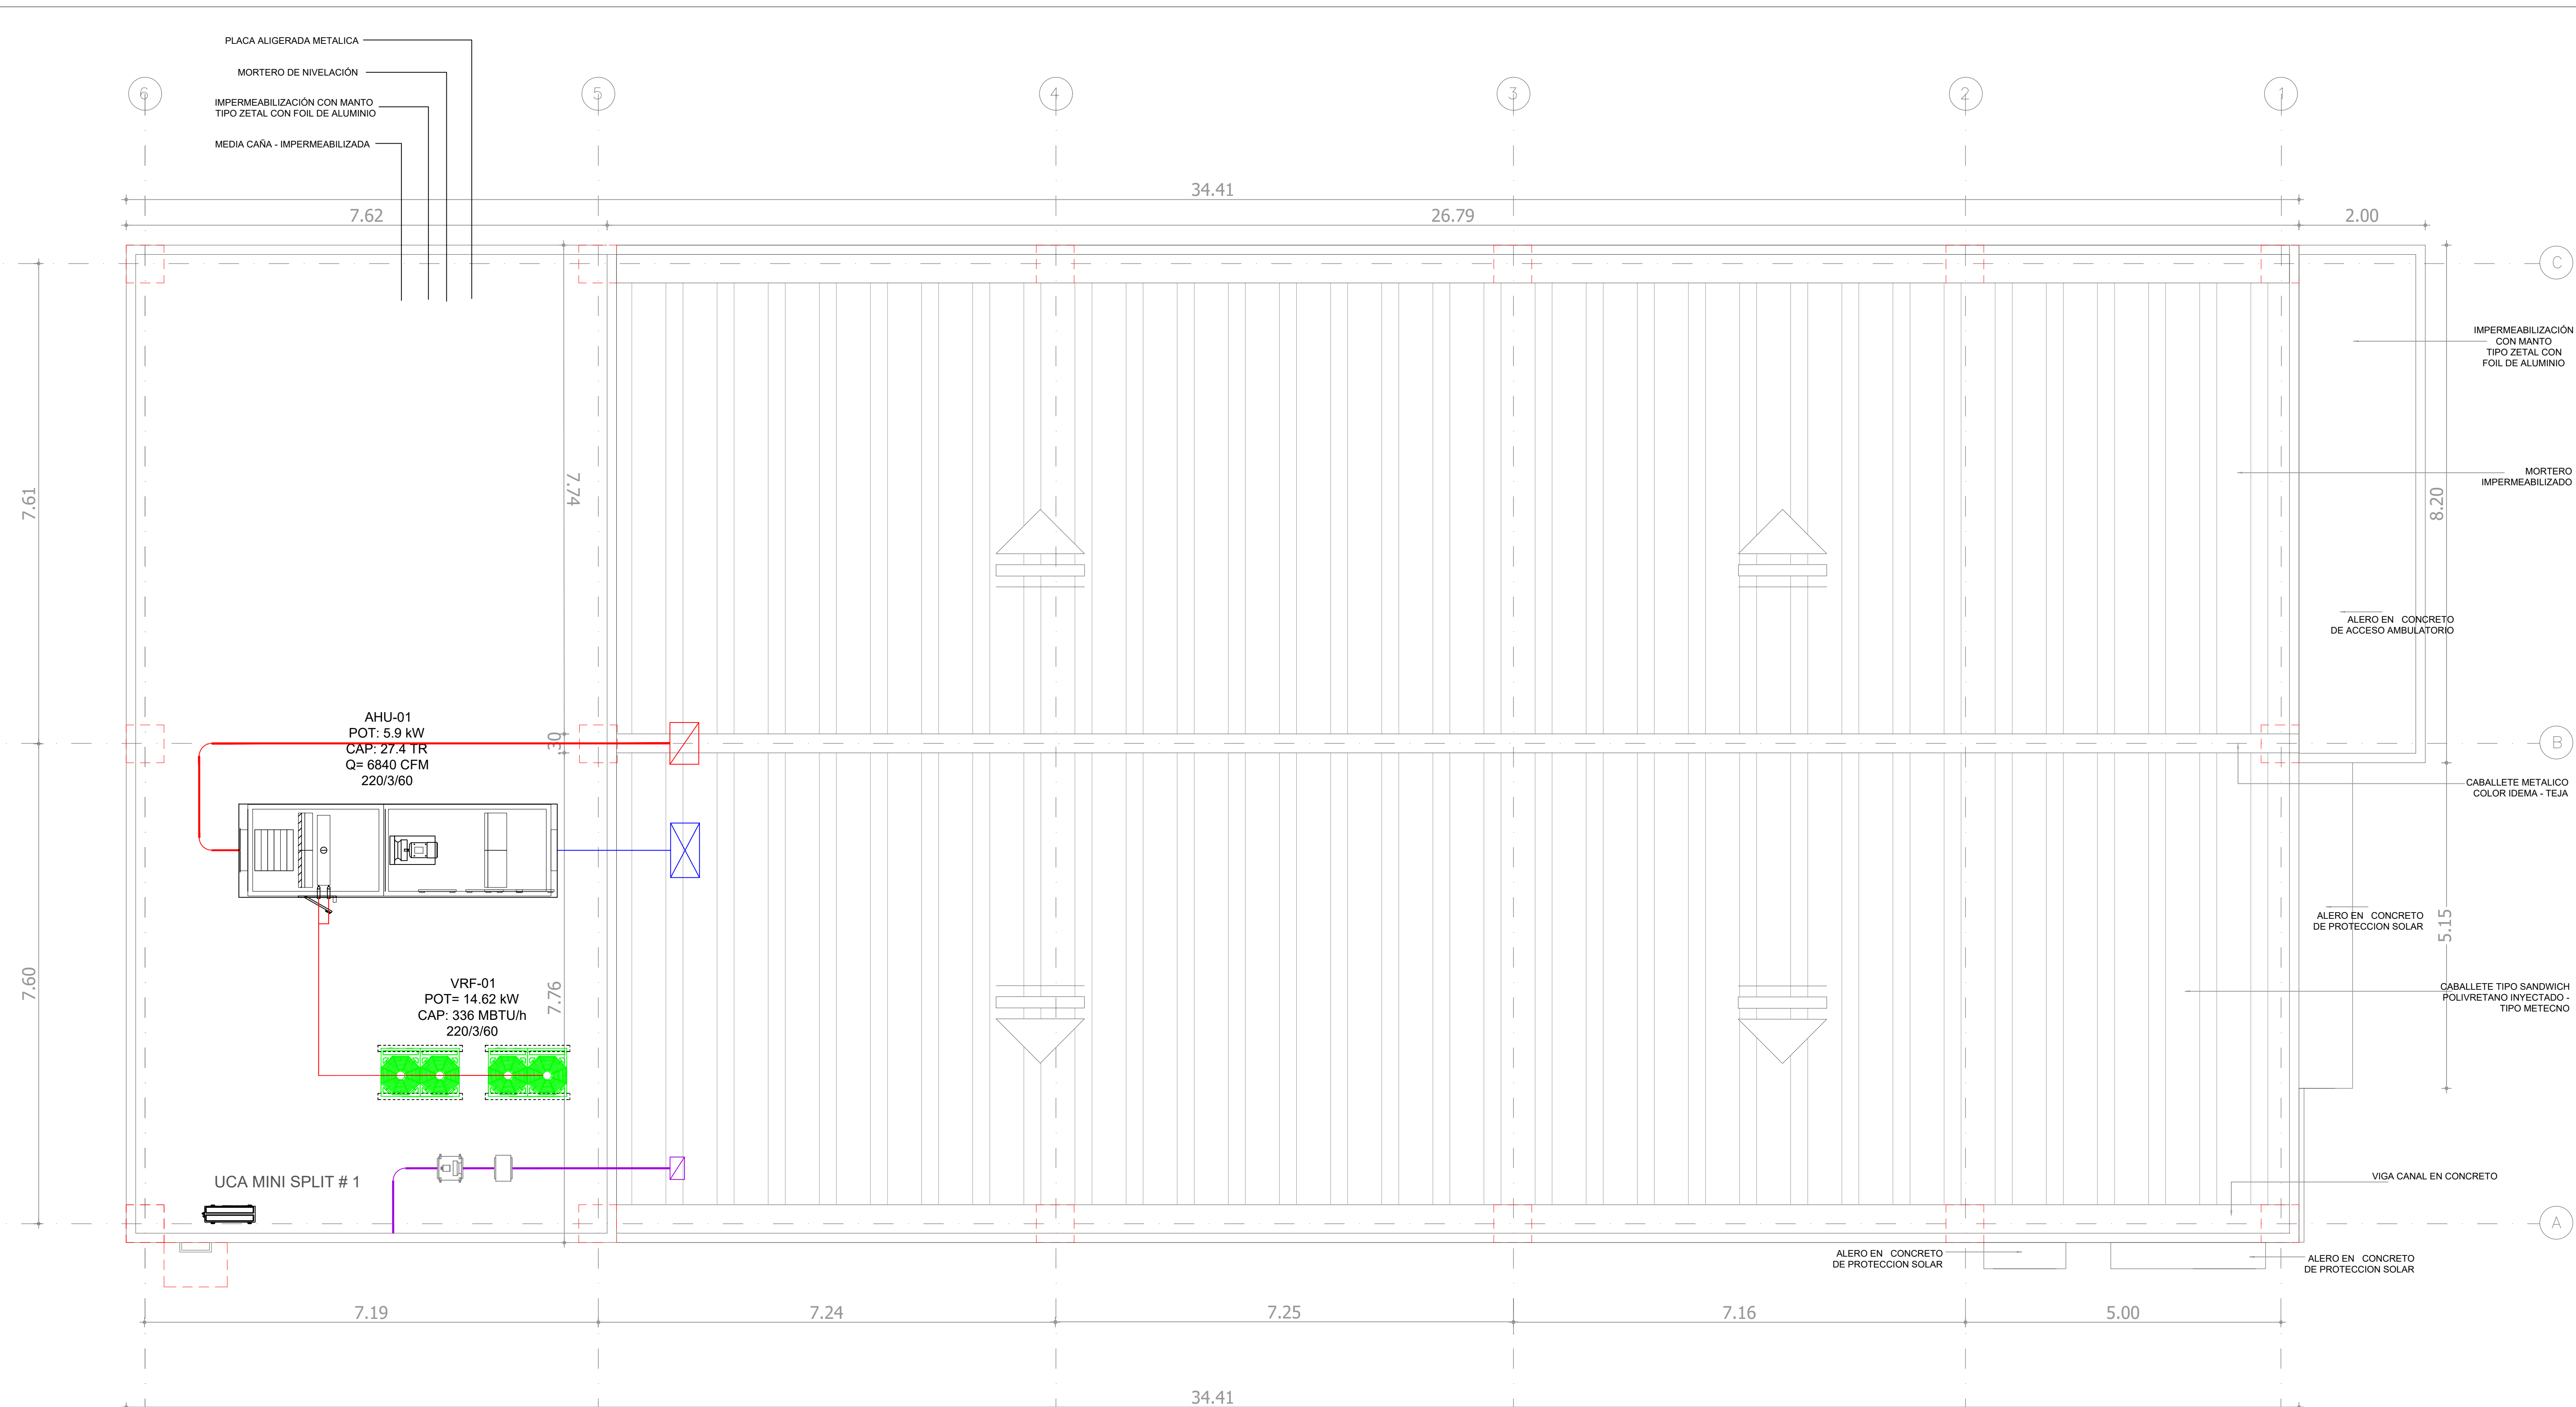 PLACA ALIGERADA METALICA
MORTERO DE NIVELACIÓN
IMPERMEABILIZACIÓN CON MANTO
TIPO ZETAL CON FOIL DE ALUMINIO
MEDIA CAÑA - IMPERMEABILIZADA
6
5
4
3
2
1
34.41
7.62
26.79
2.00
C
IMPERMEABILIZACIÓN
CON MANTO
TIPO ZETAL CON
FOIL DE ALUMINIO
MORTERO
IMPERMEABILIZADO
7.61
7.74
8.20
ALERO EN CONCRETO
DE ACCESO AMBULATORIO
AHU-01
POT: 5.9 kW
CAP: 27.4 TR
Q= 6840 CFM
220/3/60
.30
B
CABALLETE METALICO
COLOR IDEMA - TEJA
ALERO EN CONCRETO
DE PROTECCION SOLAR
5.15
7.60
7.76
VRF-01
POT= 14.62 kW
CAP: 336 MBTU/h
220/3/60
CABALLETE TIPO SANDWICH
POLIVRETANO INYECTADO -
TIPO METECNO
UCA MINI SPLIT # 1
VIGA CANAL EN CONCRETO
A
ALERO EN CONCRETO
DE PROTECCION SOLAR
ALERO EN CONCRETO
DE PROTECCION SOLAR
7.19
7.24
7.25
7.16
5.00
34.41